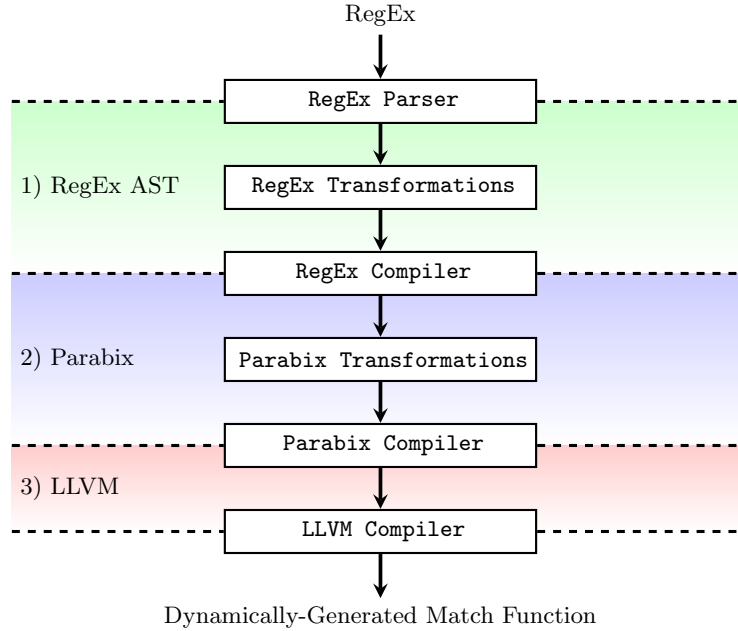 RegEx
RegEx Parser
1) RegEx AST
RegEx Transformations
RegEx Compiler
2) Parabix
Parabix Transformations
Parabix Compiler
3) LLVM
LLVM Compiler
Dynamically-Generated Match Function